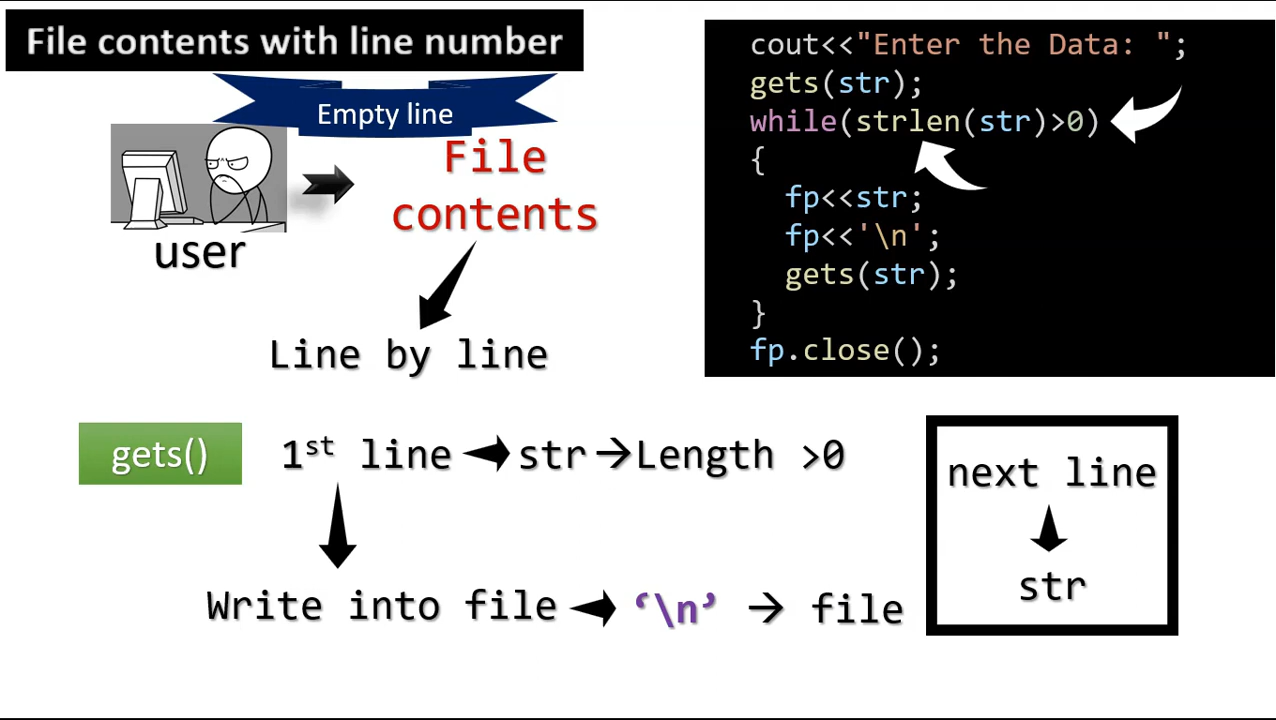 File contents with line number
Empty line
File
contents
user
Line by line
cout<<"Enter the Data: ";
gets(str);
while(strlen(str)>0)
{
fp<<str;
fp<<'\n';
gets(str);
}
fp.close();
gets() 1st line → str → Length >0
Write into file → ‘\n’ → file
next line
str